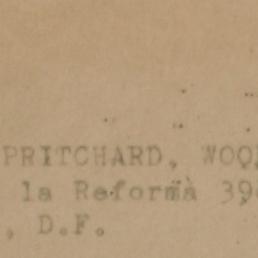 PRITCHARD, WOO
la Reforma 39
, D.F.